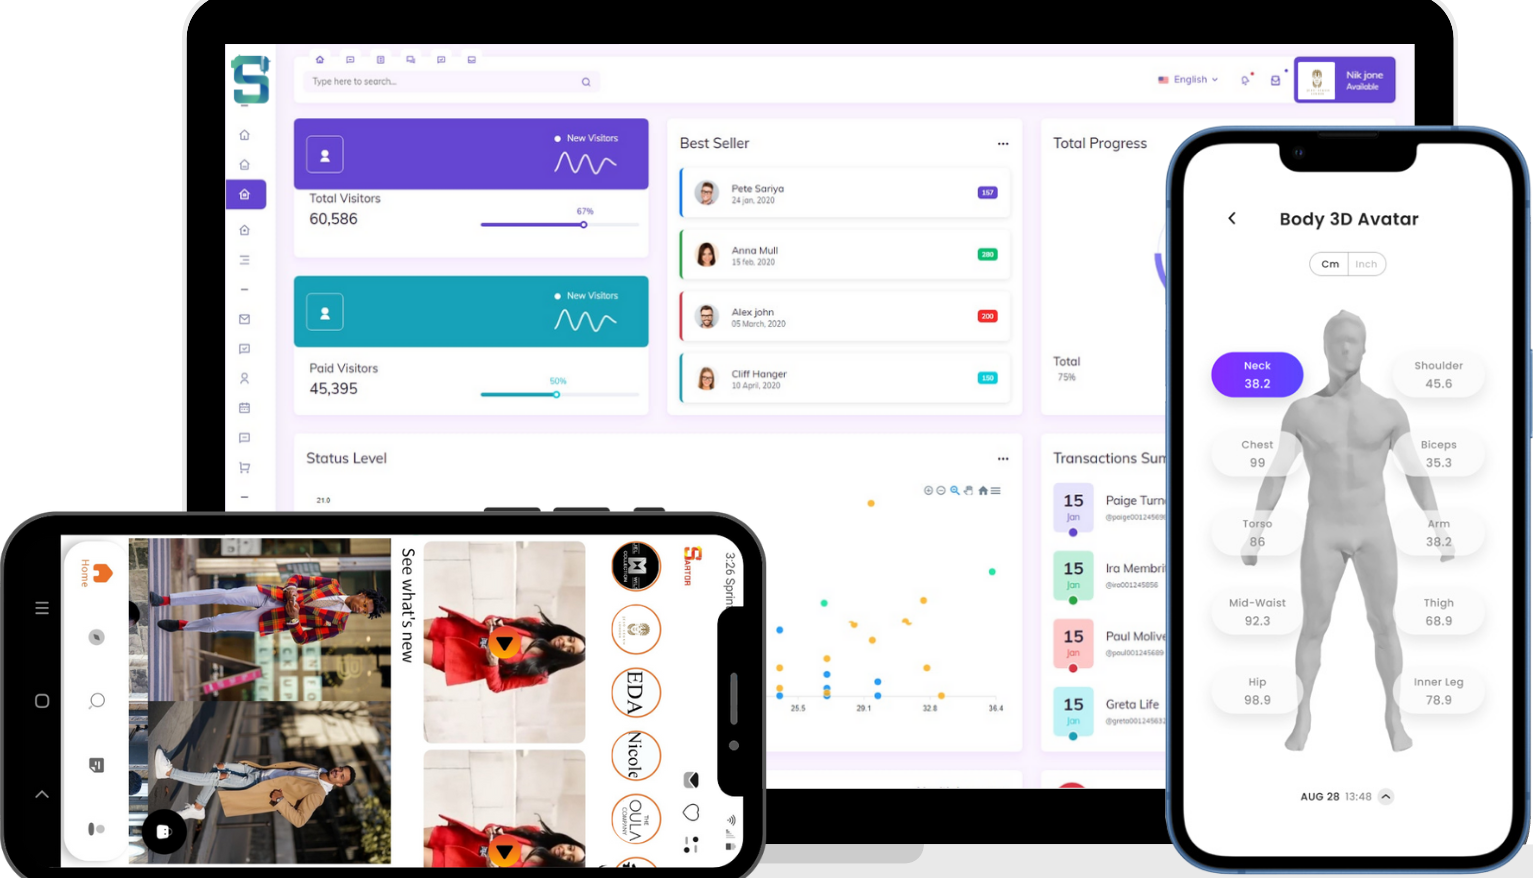 Type here to search...
English
Nik jone
Available
New Visitors
Total Visitors
60,586
67%
New Visitors
Paid Visitors
45,395
50%
Best Seller
Pete Sariya
24 jan, 2020
157
Anna Mull
15 feb, 2020
280
Alex john
05 March, 2020
200
Cliff Hanger
10 April, 2020
150
Total Progress
Total
75%
Status Level
21.0
25.5
29.1
32.8
36.4
Transactions Sum
15
Jan
Paige Turn
15
Jan
Ira Membri
@ira001245856
15
Jan
Paul Molive
@paul001245689
15
Jan
Greta Life
Body 3D Avatar
Cm
Inch
Neck
38.2
Shoulder
45.6
Chest
99
Biceps
35.3
Torso
86
Arm
38.2
Mid-Waist
92.3
Thigh
68.9
Hip
98.9
Inner Leg
78.9
AUG 28 13:48
3:26 Sprin
SARTOR
COLLECTION
EDA
Nicole
THE
OULA
COMPANY
See what's new
Home